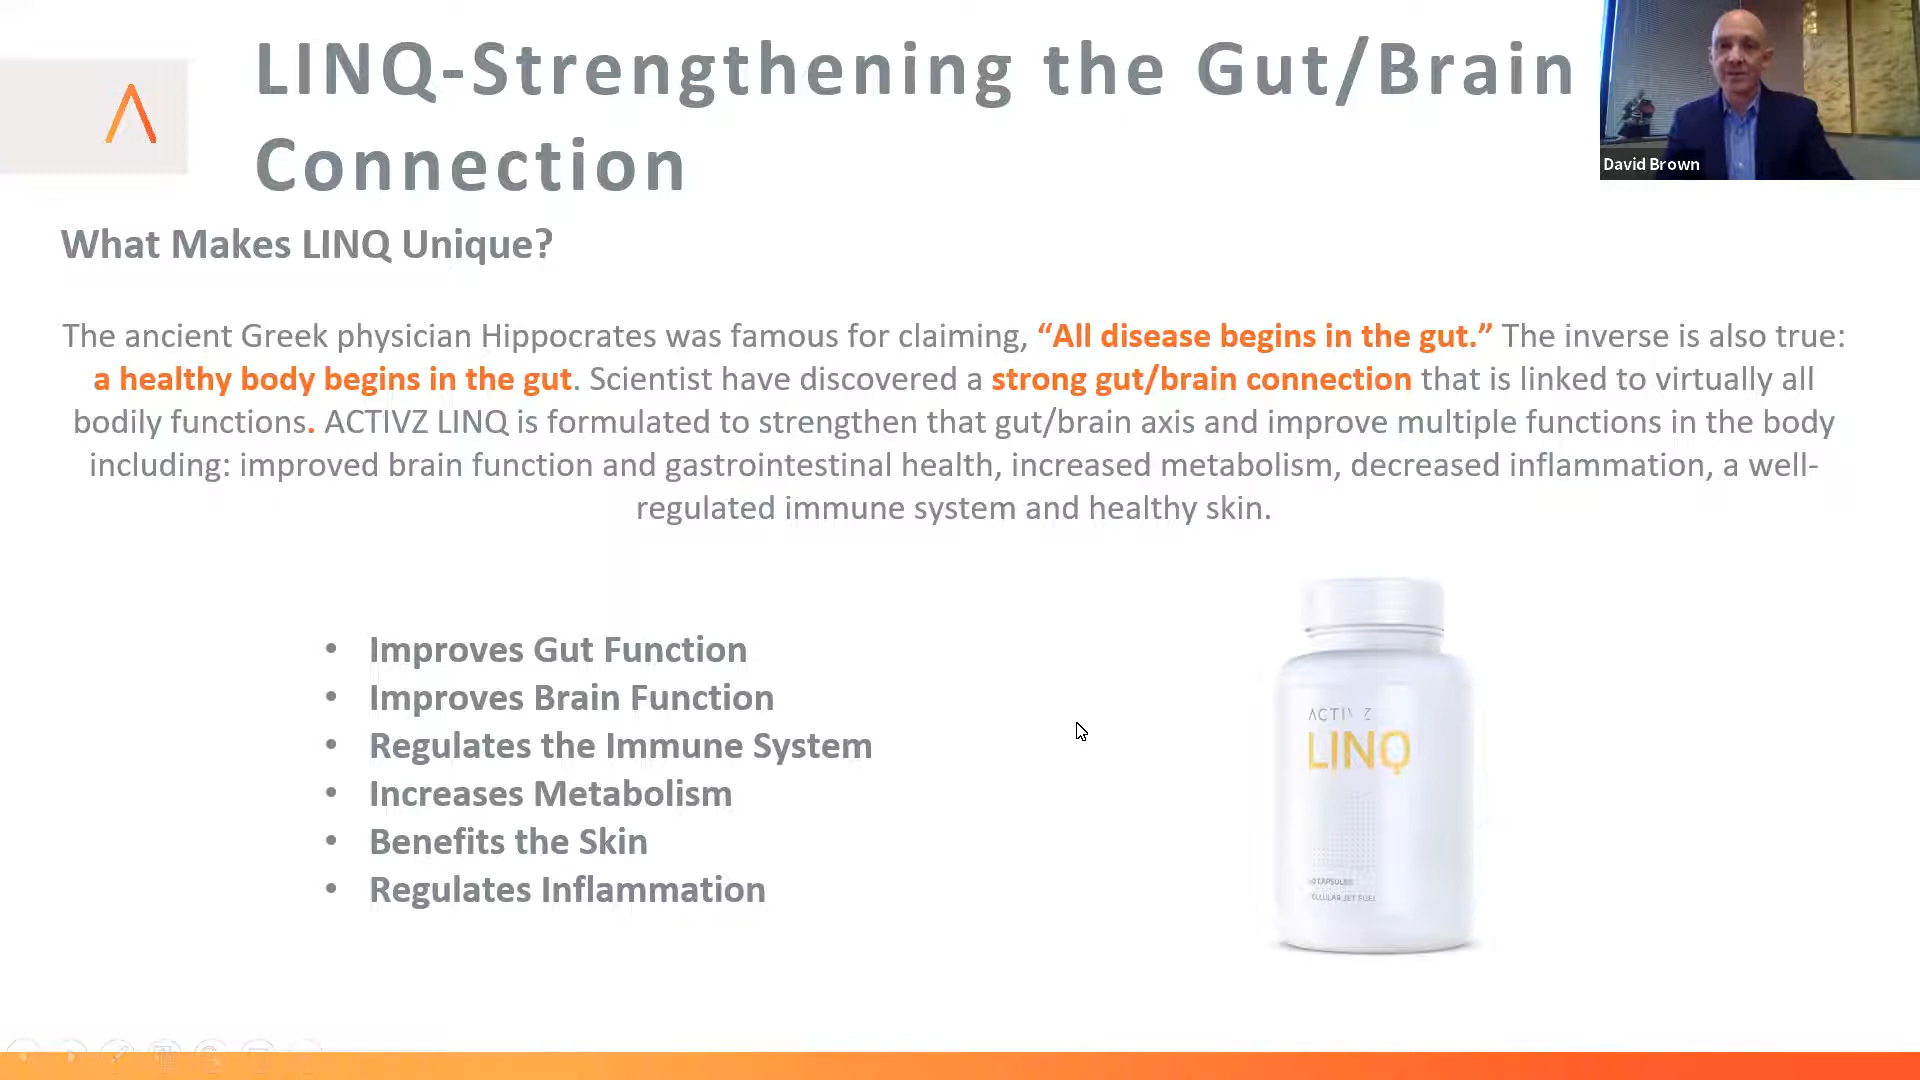 LINQ-Strengthening the Gut/Brain
Connection
David Brown
What Makes LINQ Unique?
The ancient Greek physician Hippocrates was famous for claiming, “All disease begins in the gut.” The inverse is also true:
a healthy body begins in the gut. Scientist have discovered a strong gut/brain connection that is linked to virtually all
bodily functions. ACTIVZ LINQ is formulated to strengthen that gut/brain axis and improve multiple functions in the body
including: improved brain function and gastrointestinal health, increased metabolism, decreased inflammation, a well-
regulated immune system and healthy skin.
• Improves Gut Function
• Improves Brain Function
• Regulates the Immune System
• Increases Metabolism
• Benefits the Skin
• Regulates Inflammation
ACTIVZ
LINQ
CAPSULES
JET FUEL